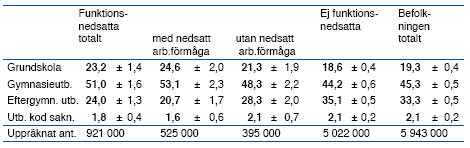 Funktions- Ej funktions- Befolk-
nedsatta med nedsatt utan nedsatt nedsatta ningen
totalt arb.förmåga arb.förmåga totalt
Grundskola 23,2 ± 1,4 24,6 ± 2,0 21,3 ± 1,9 18,6 ± 0,4 19,3 ± 0,4
Gymnasieutb. 51,0 ± 1,6 53,1 ± 2,3 48,3 ± 2,2 44,2 ± 0,6 45,3 ± 0,5
Eftergymn. utb. 24,0 ± 1,3 20,7 ± 1,7 28,3 ± 2,0 35,1 ± 0,5 33,3 ± 0,5
Utb. kod sakn. 1,8 ± 0,4 1,6 ± 0,6 2,1 ± 0,7 2,1 ± 0,2 2,1 ± 0,2
Uppräknat ant. 921 000 525 000 395 000 5 022 000 5 943 000